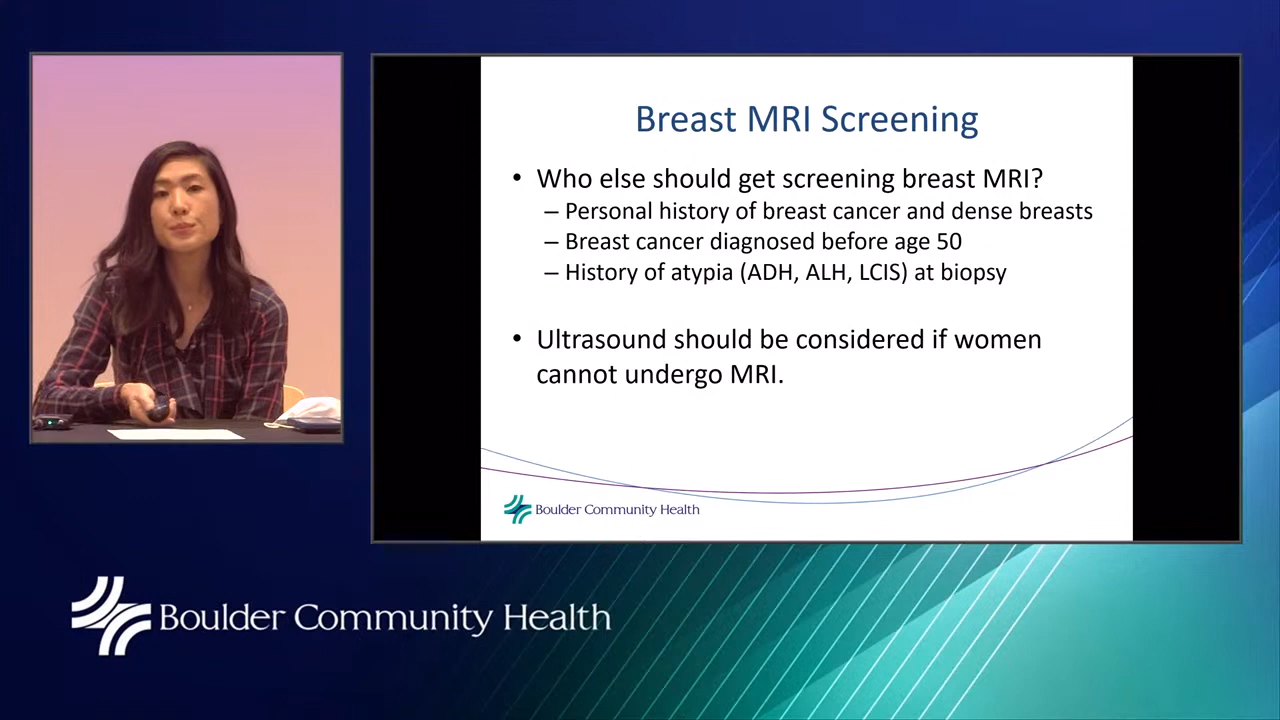 Breast MRI Screening
• Who else should get screening breast MRI?
– Personal history of breast cancer and dense breasts
– Breast cancer diagnosed before age 50
– History of atypia (ADH, ALH, LCIS) at biopsy
• Ultrasound should be considered if women
cannot undergo MRI.
Boulder Community Health
Boulder Community Health